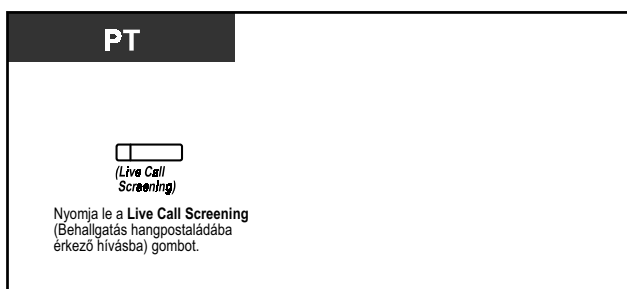 PT
(Live Call
Screening)
Nyomja le a Live Call Screening
(Behallgatás hangpostaládába
érkező hívásba) gombot.